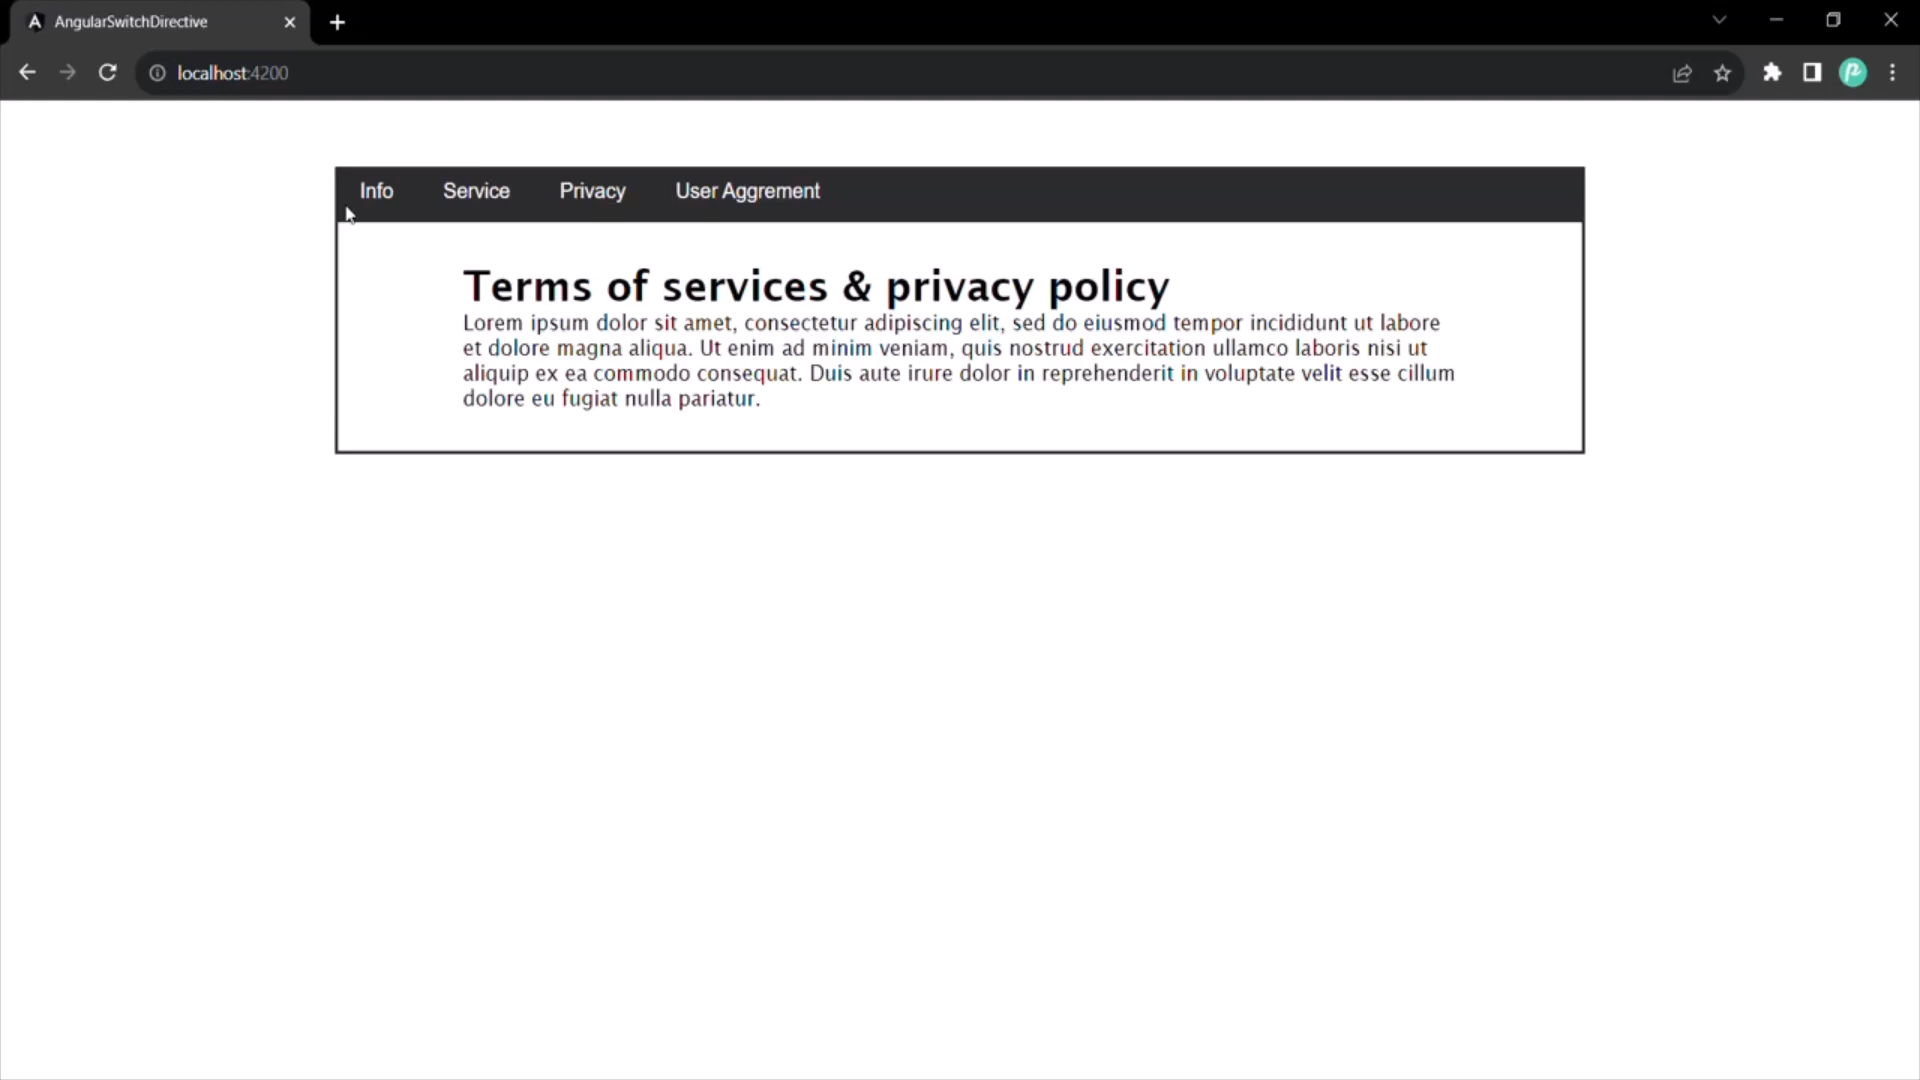 AngularSwitchDirective
localhost:4200
Info Service Privacy User Aggrement
Terms of services & privacy policy
Lorem ipsum dolor sit amet, consectetur adipiscing elit, sed do eiusmod tempor incididunt ut labore
et dolore magna aliqua. Ut enim ad minim veniam, quis nostrud exercitation ullamco laboris nisi ut
aliquip ex ea commodo consequat. Duis aute irure dolor in reprehenderit in voluptate velit esse cillum
dolore eu fugiat nulla pariatur.